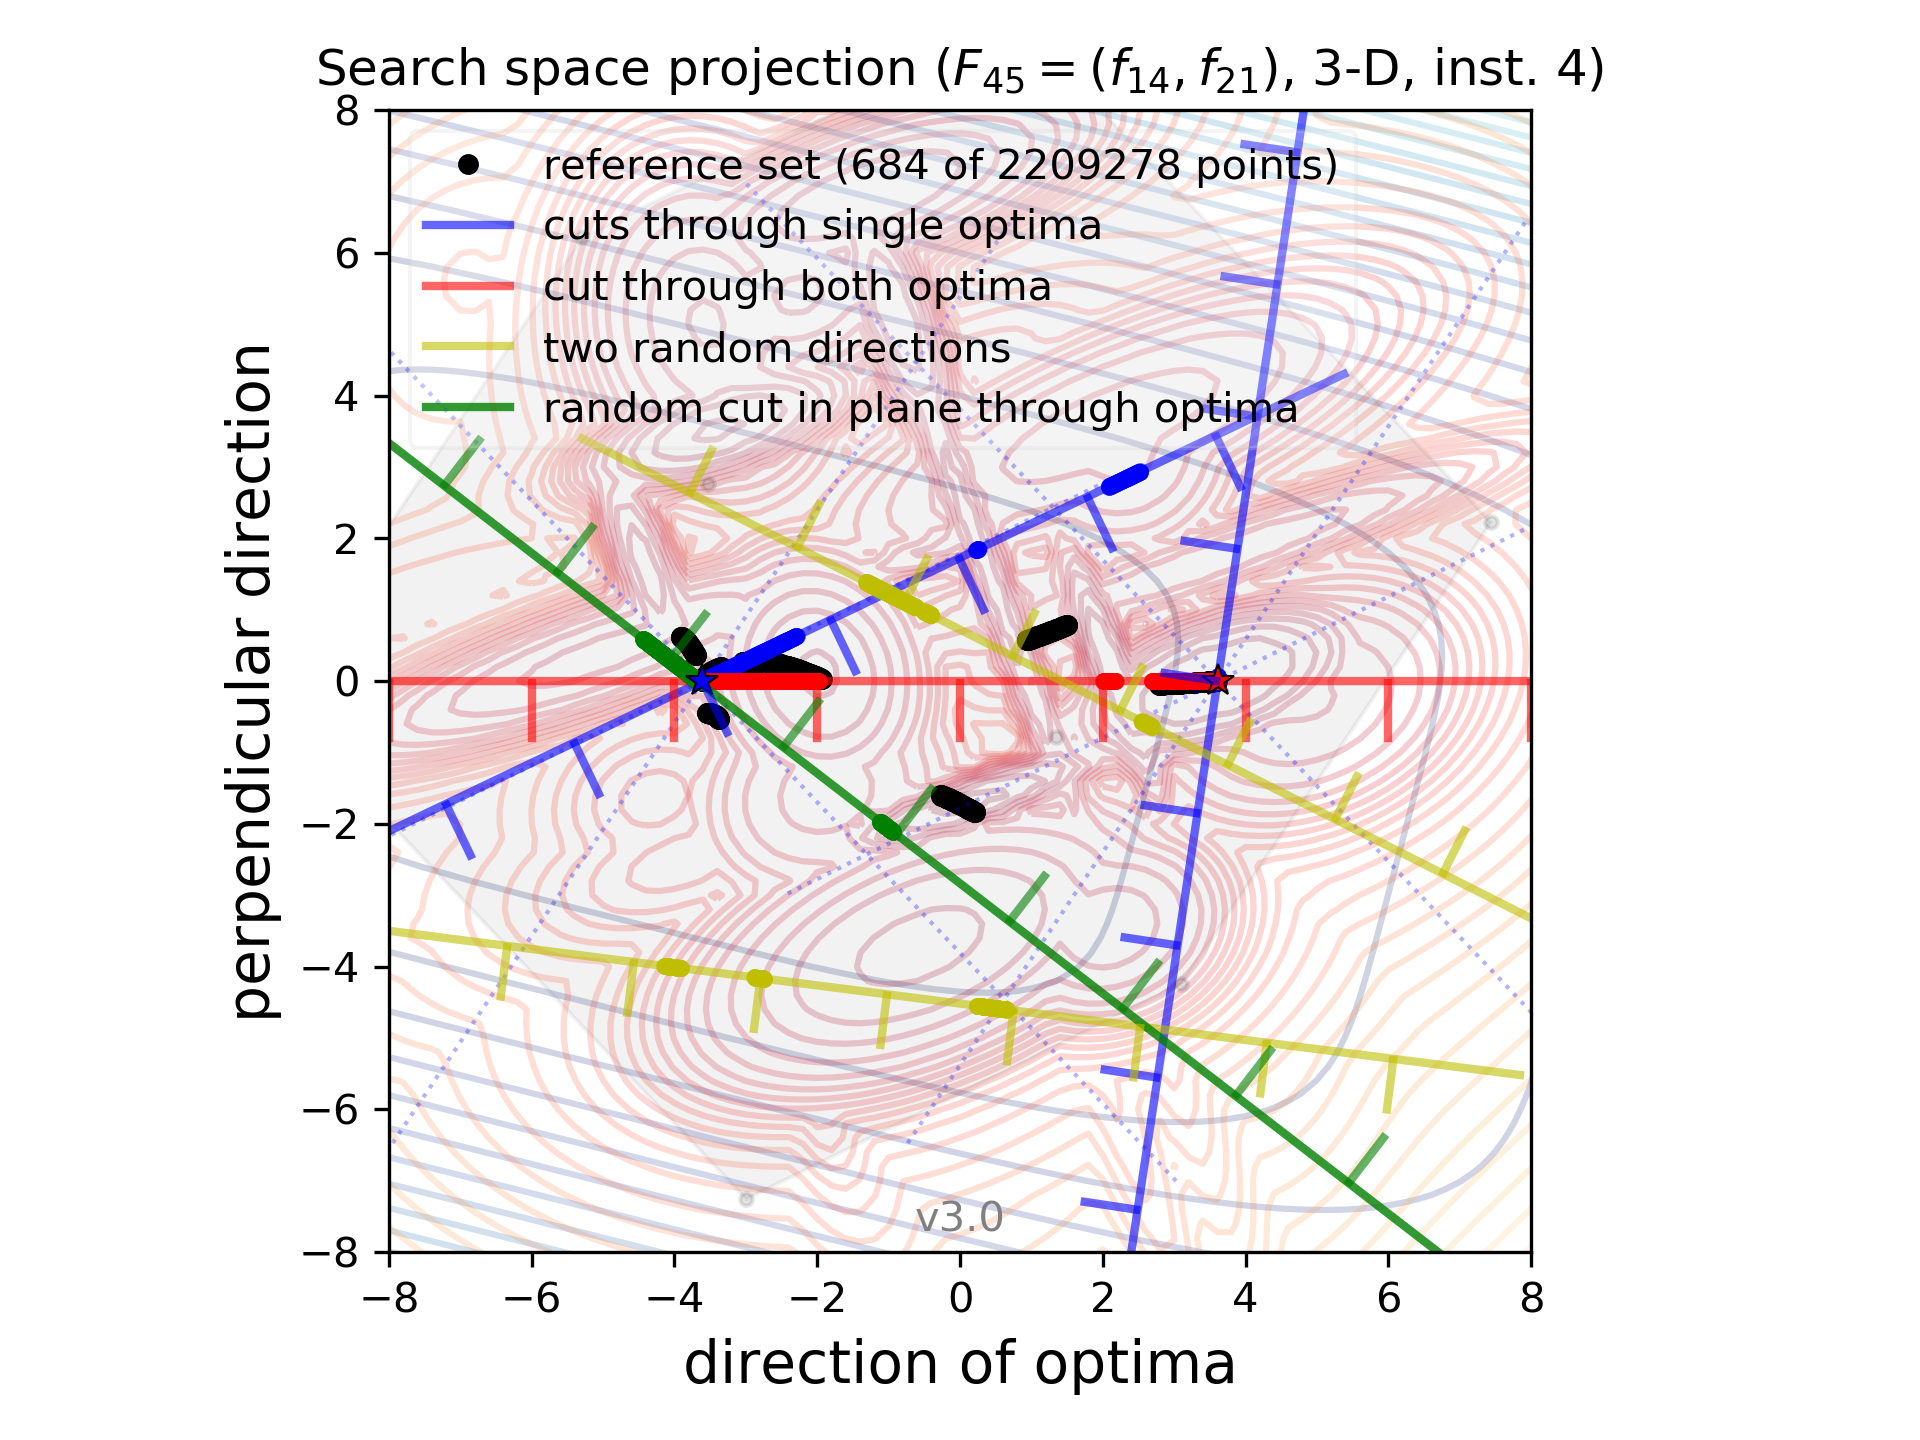 Search space projection (F₄₅ = (f₁₄, f₂₁), 3-D, inst. 4)
reference set (684 of 2209278 points)
cuts through single optima
cut through both optima
two random directions
random cut in plane through optima
perpendicular direction
8
6
4
2
0
−2
−4
−6
−8
v3.0
−8 −6 −4 −2 0 2 4 6 8
direction of optima